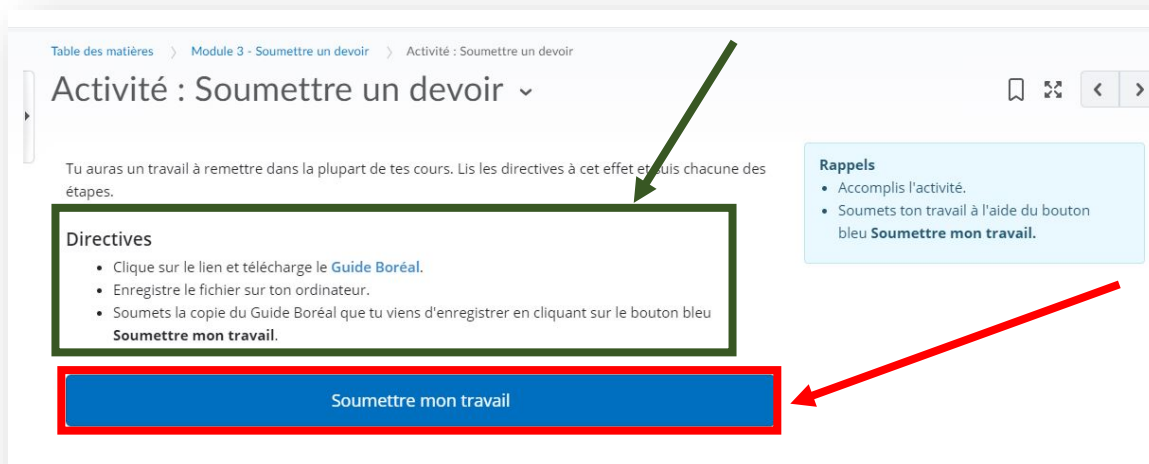 Table des matières > Module 3 - Soumettre un devoir > Activité : Soumettre un devoir
Activité : Soumettre un devoir
Tu auras un travail à remettre dans la plupart de tes cours. Lis les directives à cet effet et suis chacune des
étapes.
Directives
• Clique sur le lien et télécharge le Guide Boréal.
• Enregistre le fichier sur ton ordinateur.
• Soumets la copie du Guide Boréal que tu viens d'enregistrer en cliquant sur le bouton bleu
Soumettre mon travail.
Soumettre mon travail
Rappels
• Accomplis l'activité.
• Soumets ton travail à l'aide du bouton
bleu Soumettre mon travail.